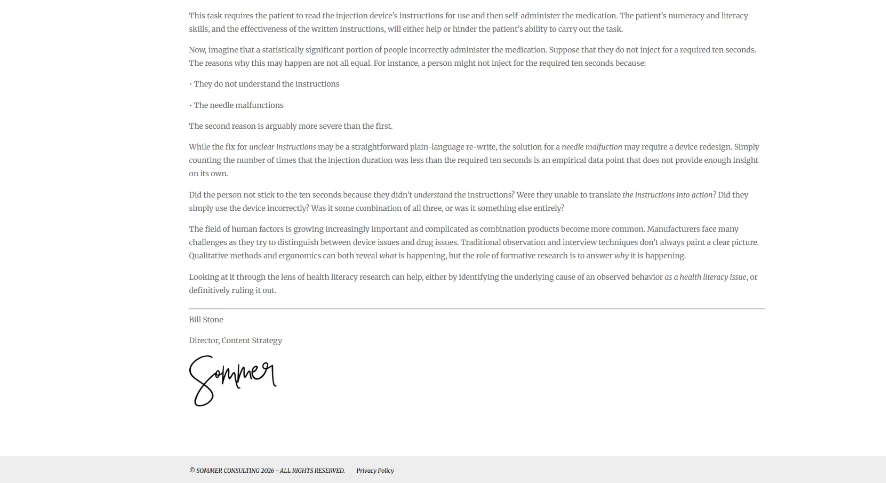 This task requires the patient to read the injection device's instructions for use and then self-administer the medication. The patient's numeracy and literacy
skills, and the effectiveness of the written instructions, will either help or hinder the patient's ability to carry out the task.
Now, imagine that a statistically significant portion of people incorrectly administer the medication. Suppose that they do not inject for a required ten seconds.
The reasons why this may happen are not all equal. For instance, a person might not inject for the required ten seconds because:
· They do not understand the instructions
· The needle malfunctions
The second reason is arguably more severe than the first.
While the fix for unclear instructions may be a straightforward plain-language re-write, the solution for a needle malfuction may require a device redesign. Simply
counting the number of times that the injection duration was less than the required ten seconds is an empirical data point that does not provide enough insight
on its own.
Did the person not stick to the ten seconds because they didn't understand the instructions? Were they unable to translate the instructions into action? Did they
simply use the device incorrectly? Was it some combination of all three, or was it something else entirely?
The field of human factors is growing increasingly important and complicated as combination products become more common. Manufacturers face many
challenges as they try to distinguish between device issues and drug issues. Traditional observation and interview techniques don't always paint a clear picture.
Qualitative methods and ergonomics can both reveal what is happening, but the role of formative research is to answer why it is happening.
Looking at it through the lens of health literacy research can help, either by identifying the underlying cause of an observed behavior as a health literacy issue, or
definitively ruling it out.
Bill Stone
Director, Content Strategy
Sommer
© SOMMER CONSULTING 2026 - ALL RIGHTS RESERVED. Privacy Policy